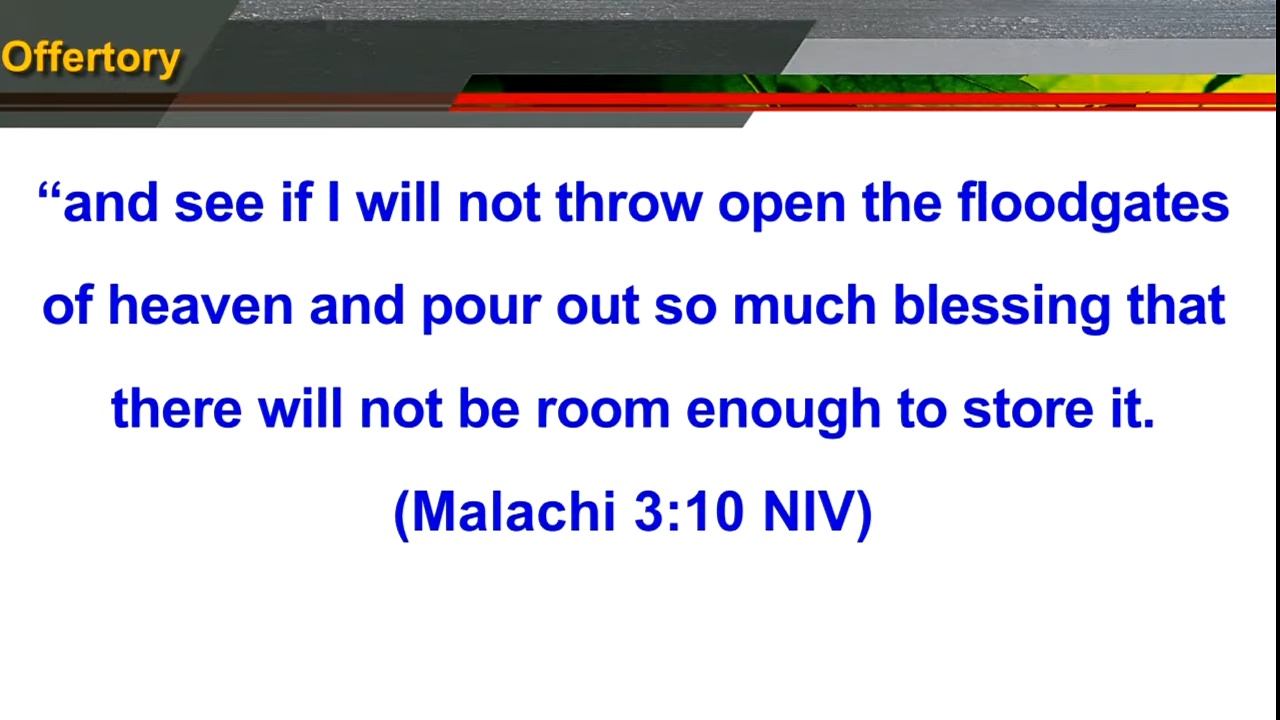 Offertory
“and see if I will not throw open the floodgates
of heaven and pour out so much blessing that
there will not be room enough to store it.
(Malachi 3:10 NIV)